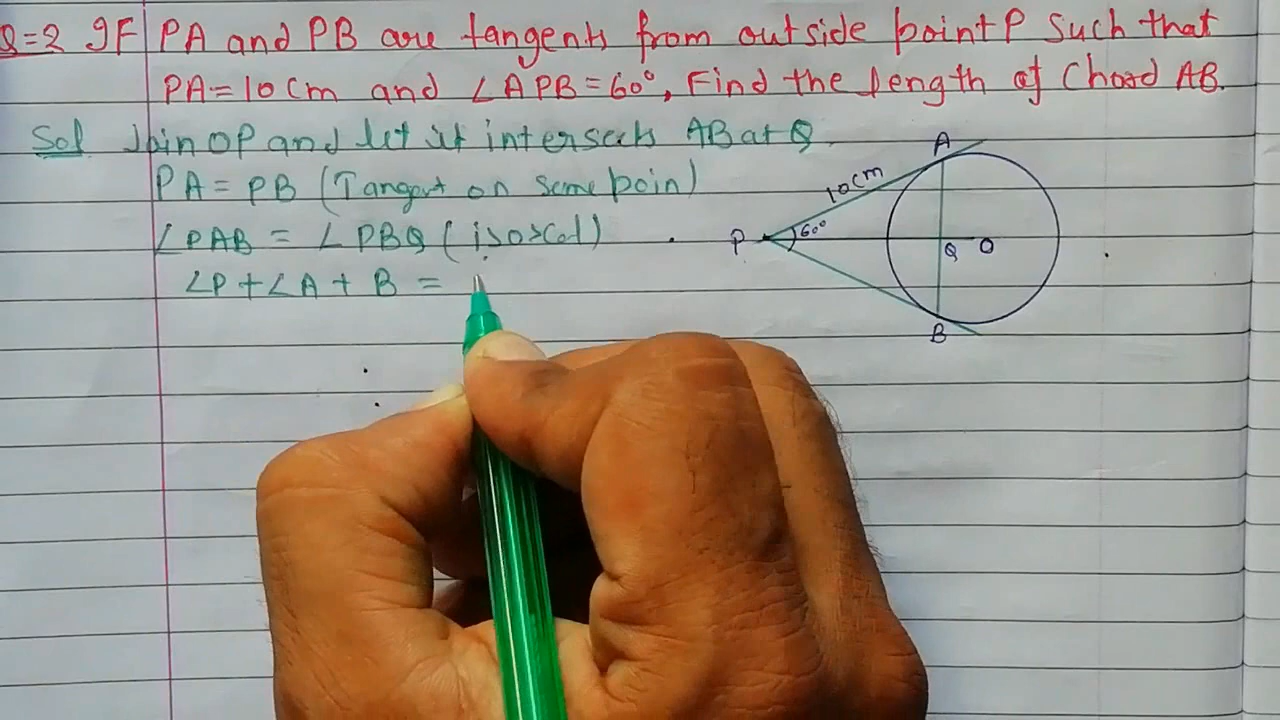 Q=2 If PA and PB are tangents from outside point P Such that
PA=10cm and ∠APB=60°, Find the length of Chord AB.
Sol Join OP and let it intersects AB at Q.
PA = PB (Tangent on Same poin)
∠PAB = ∠PBQ (isoscel)
∠P+∠A+B =
A
10cm
P
60°
Q
O
B